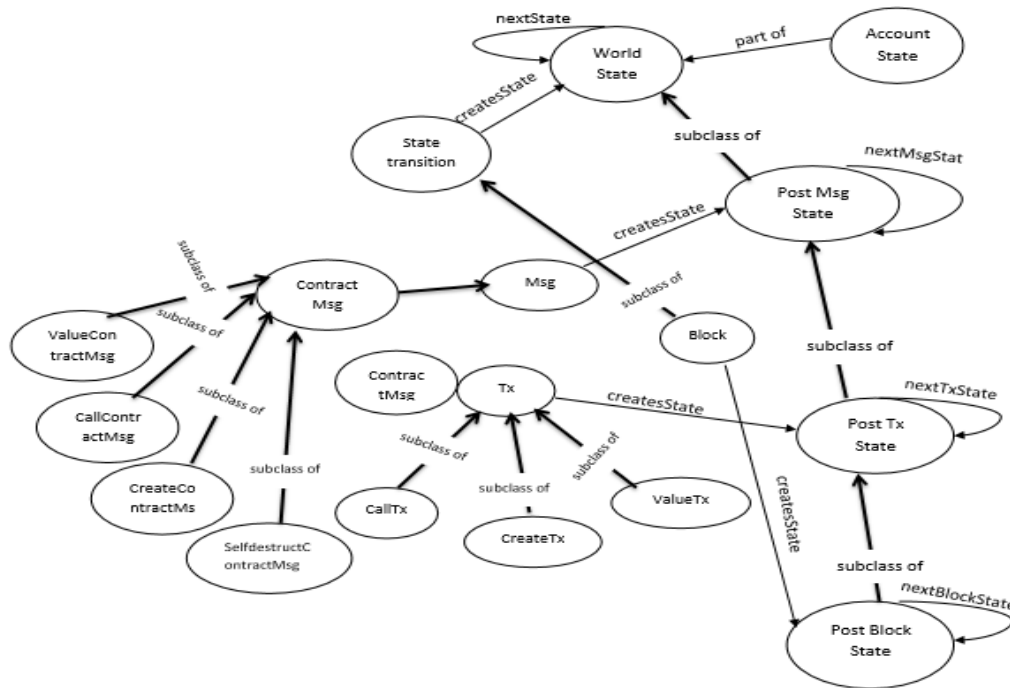 nextState
World
State
part of
Account
State
createsState
State
transition
subclass of
nextMsgStat
Post Msg
State
createsState
subclass of
Contract
Msg
Msg
subclass of
subclass of
ValueCon
tractMsg
Block
subclass of
Contrac
tMsg
Tx
createsState
nextTxState
Post Tx
State
subclass of
CallContr
actMsg
subclass of
subclass of
subclass of
subclass of
CreateCo
ntractMs
CallTx
ValueTx
createsState
SelfdestructC
ontractMsg
CreateTx
subclass of
nextBlockState
Post Block
State